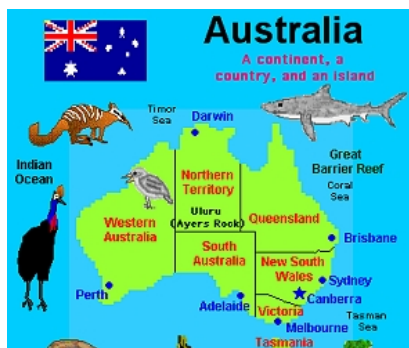 Australia
A continent, a
country, and an island
Timor
Sea
Darwin
Indian
Ocean
Great
Barrier Reef
Coral
Sea
Northern
Territory
Uluru
(Ayers Rock)
Queensland
Western
Australia
South
Australia
Brisbane
New South
Wales
Sydney
Canberra
Perth
Adelaide
Victoria
Melbourne
Tasman
Sea
Tasmania